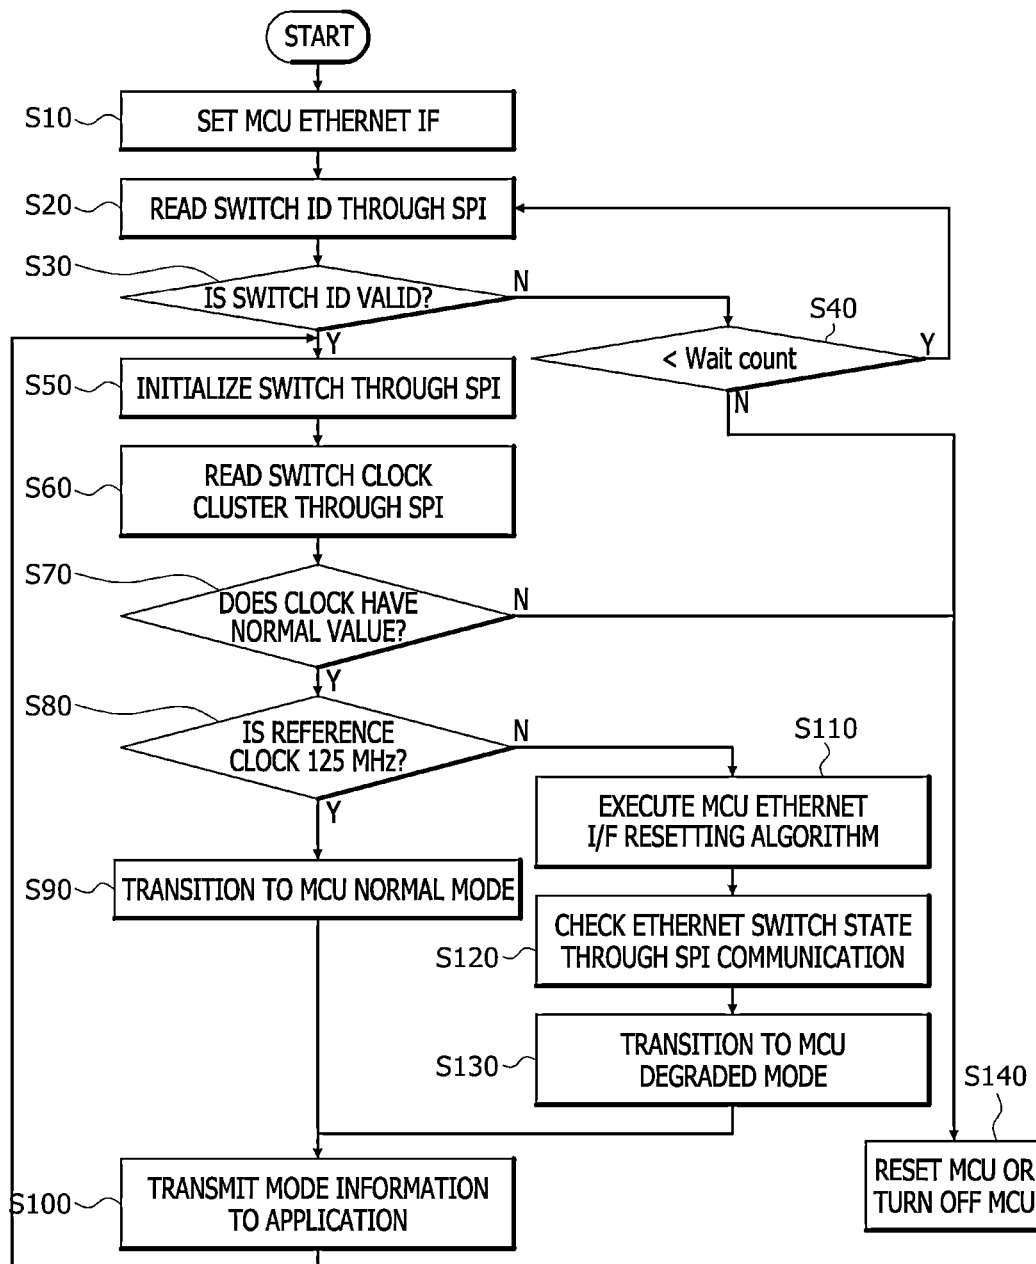 START
S10
SET MCU ETHERNET IF
S20
READ SWITCH ID THROUGH SPI
S30
IS SWITCH ID VALID?
N
Y
S40
< Wait count
Y
N
S50
INITIALIZE SWITCH THROUGH SPI
S60
READ SWITCH CLOCK
CLUSTER THROUGH SPI
S70
DOES CLOCK HAVE
NORMAL VALUE?
N
Y
S80
IS REFERENCE
CLOCK 125 MHz?
N
Y
S110
EXECUTE MCU ETHERNET
I/F RESETTING ALGORITHM
S90
TRANSITION TO MCU NORMAL MODE
S120
CHECK ETHERNET SWITCH STATE
THROUGH SPI COMMUNICATION
S130
TRANSITION TO MCU
DEGRADED MODE
S140
RESET MCU OR
TURN OFF MCU
S100
TRANSMIT MODE INFORMATION
TO APPLICATION